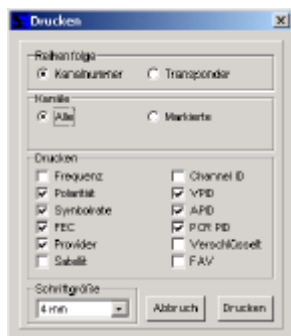 Drucken
Reihenfolge
Kanalnummer Transponder
Kanäle
Alle Markierte
Drucken
Frequenz Channel ID
Polarität VPID
Symbolrate APID
FEC PCR PID
Provider Verschlüsselt
Satellit FAV
Schriftgröße
4 mm Abbruch Drucken